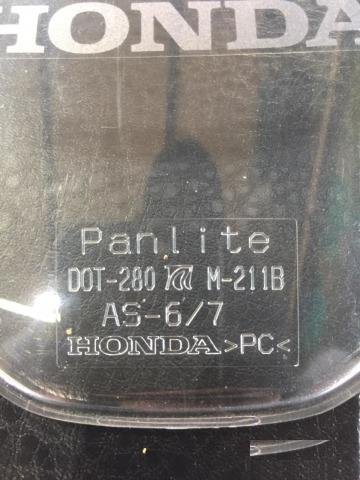 HONDA
Panlite
DOT-280 M-211B
AS-6/7
HONDA >PC<